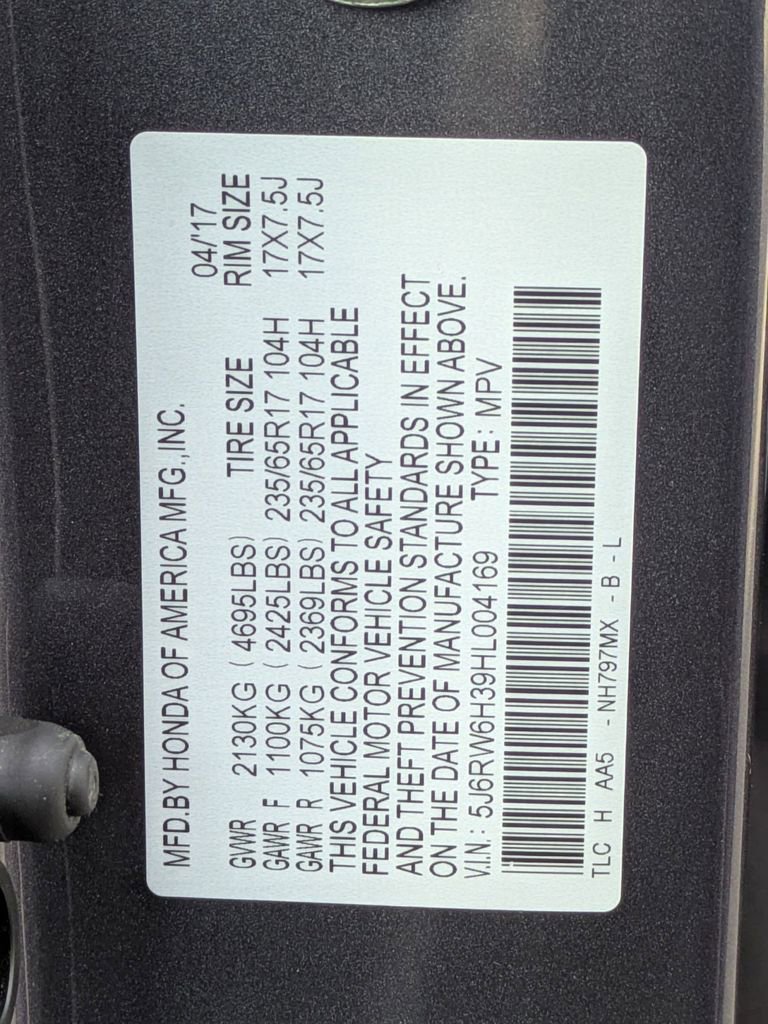 MFD.BY HONDA OF AMERICA MFG.,INC.
04/'17
GVWR 2130KG ( 4695LBS) TIRE SIZE RIM SIZE
GAWR F 1100KG ( 2425LBS) 235/65R17 104H 17X7.5J
GAWR R 1075KG ( 2369LBS) 235/65R17 104H 17X7.5J
THIS VEHICLE CONFORMS TO ALL APPLICABLE
FEDERAL MOTOR VEHICLE SAFETY
AND THEFT PREVENTION STANDARDS IN EFFECT
ON THE DATE OF MANUFACTURE SHOWN ABOVE.
V.I.N.: 5J6RW6H39HL004169 TYPE : MPV
TLC H AA5 - NH797MX - B - L